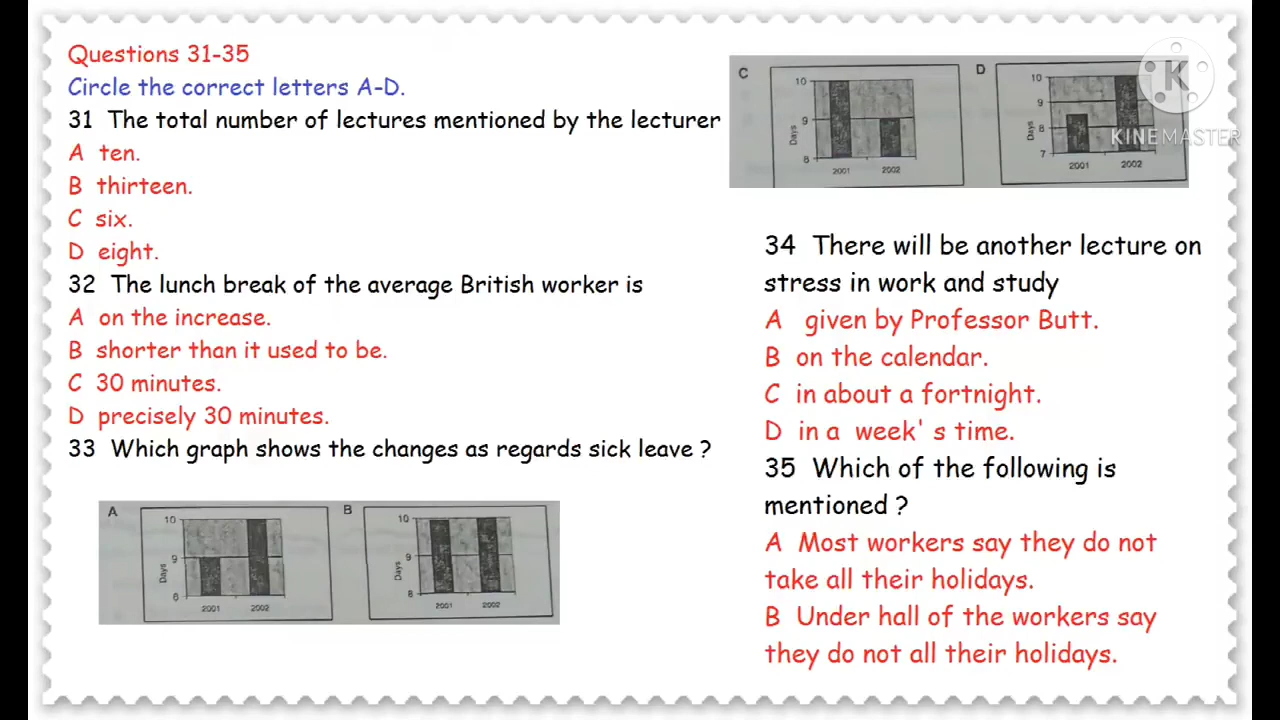 Questions 31-35
Circle the correct letters A-D.
31 The total number of lectures mentioned by the lecturer
A ten.
B thirteen.
C six.
D eight.
32 The lunch break of the average British worker is
A on the increase.
B shorter than it used to be.
C 30 minutes.
D precisely 30 minutes.
33 Which graph shows the changes as regards sick leave ?
A
10
9
8
Days
2001 2002
B
10
9
8
Days
2001 2002
C
10
9
8
Days
2001 2002
D
10
9
8
7
Days
2001 2002
K
KINEMASTER
34 There will be another lecture on
stress in work and study
A given by Professor Butt.
B on the calendar.
C in about a fortnight.
D in a week' s time.
35 Which of the following is
mentioned ?
A Most workers say they do not
take all their holidays.
B Under hall of the workers say
they do not all their holidays.